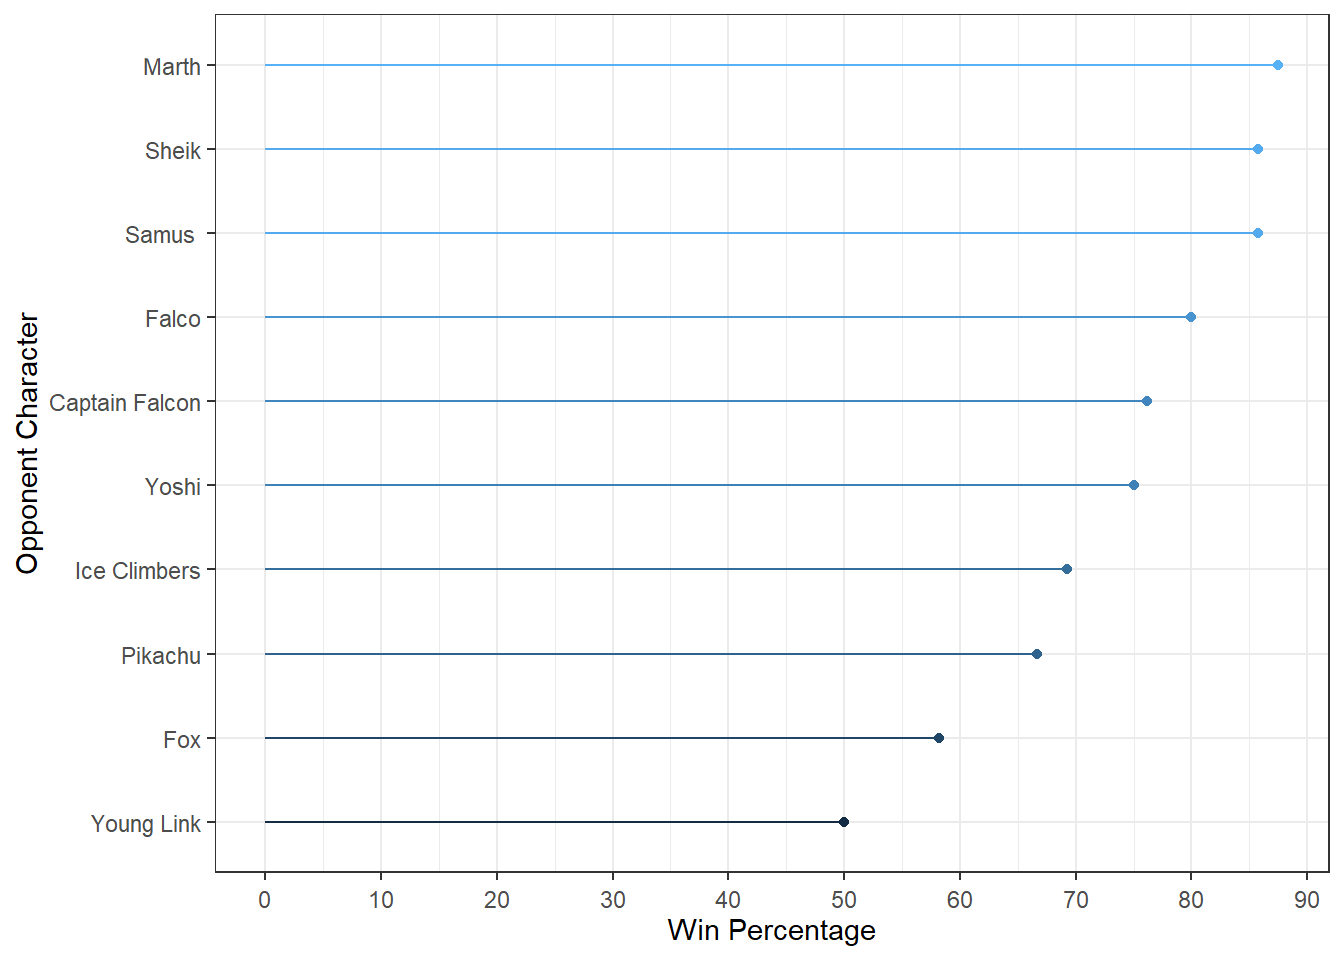 Marth
Sheik
Samus
Falco
Captain Falcon
Yoshi
Ice Climbers
Pikachu
Fox
Young Link
Opponent Character
0 10 20 30 40 50 60 70 80 90
Win Percentage